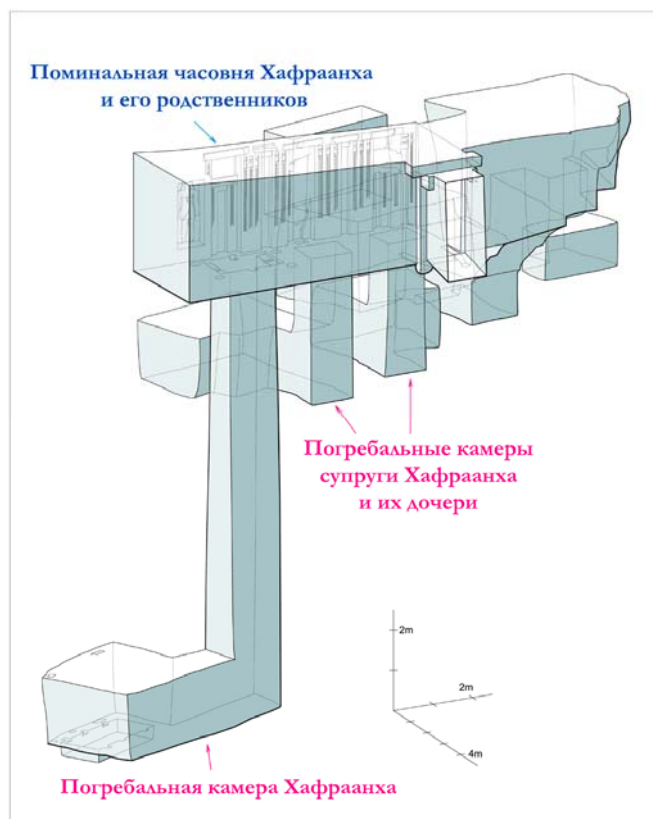 Поминальная часовня Хафраанха
и его родственников
Погребальные камеры
супруги Хафраанха
и их дочери
2m
2m
4m
Погребальная камера Хафраанха